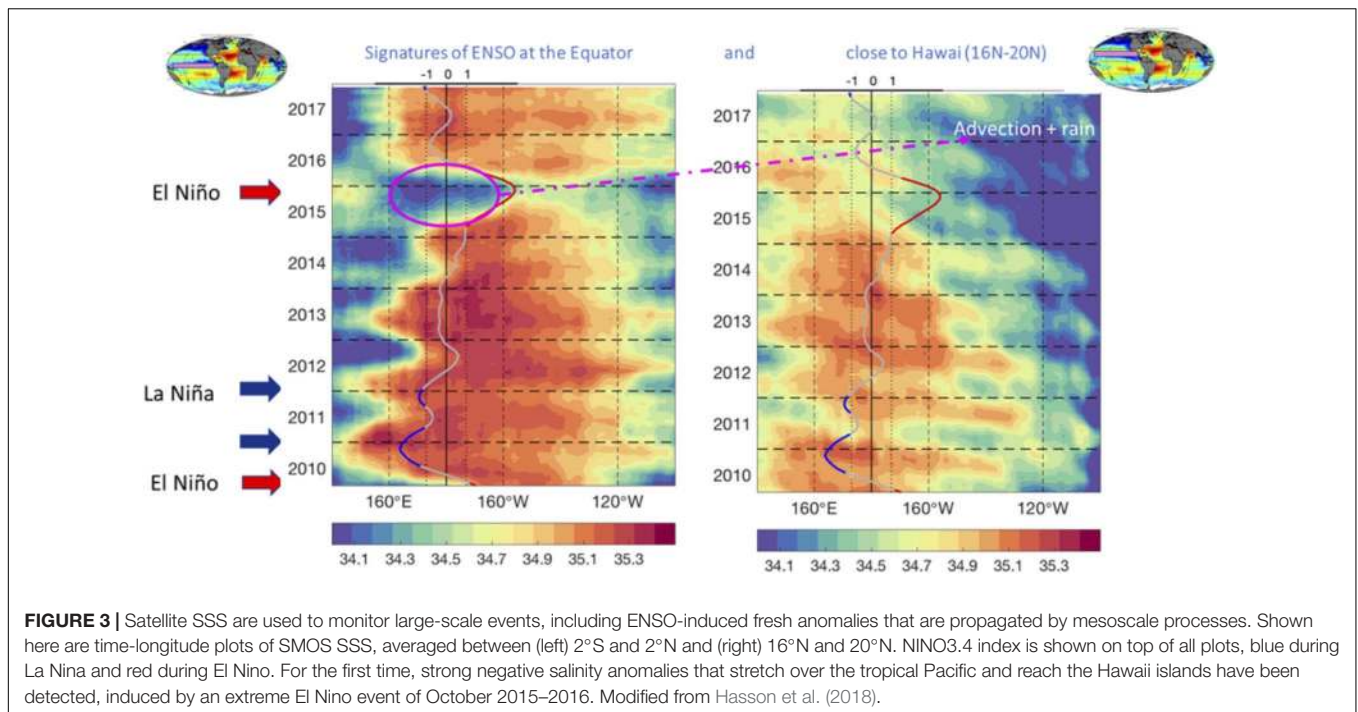 Signatures of ENSO at the Equator and close to Hawai (16N-20N)
-1 0 1
-1 0 1
2017
2016
El Niño
2015
2014
2013
2012
La Niña
2011
2010
El Niño
2017
Advection + rain
2016
2015
2014
2013
2012
2011
2010
160°E 160°W 120°W
160°E 160°W 120°W
34.1 34.3 34.5 34.7 34.9 35.1 35.3
34.1 34.3 34.5 34.7 34.9 35.1 35.3
FIGURE 3 | Satellite SSS are used to monitor large-scale events, including ENSO-induced fresh anomalies that are propagated by mesoscale processes. Shown
here are time-longitude plots of SMOS SSS, averaged between (left) 2°S and 2°N and (right) 16°N and 20°N. NINO3.4 index is shown on top of all plots, blue during
La Nina and red during El Nino. For the first time, strong negative salinity anomalies that stretch over the tropical Pacific and reach the Hawaii islands have been
detected, induced by an extreme El Nino event of October 2015–2016. Modified from Hasson et al. (2018).